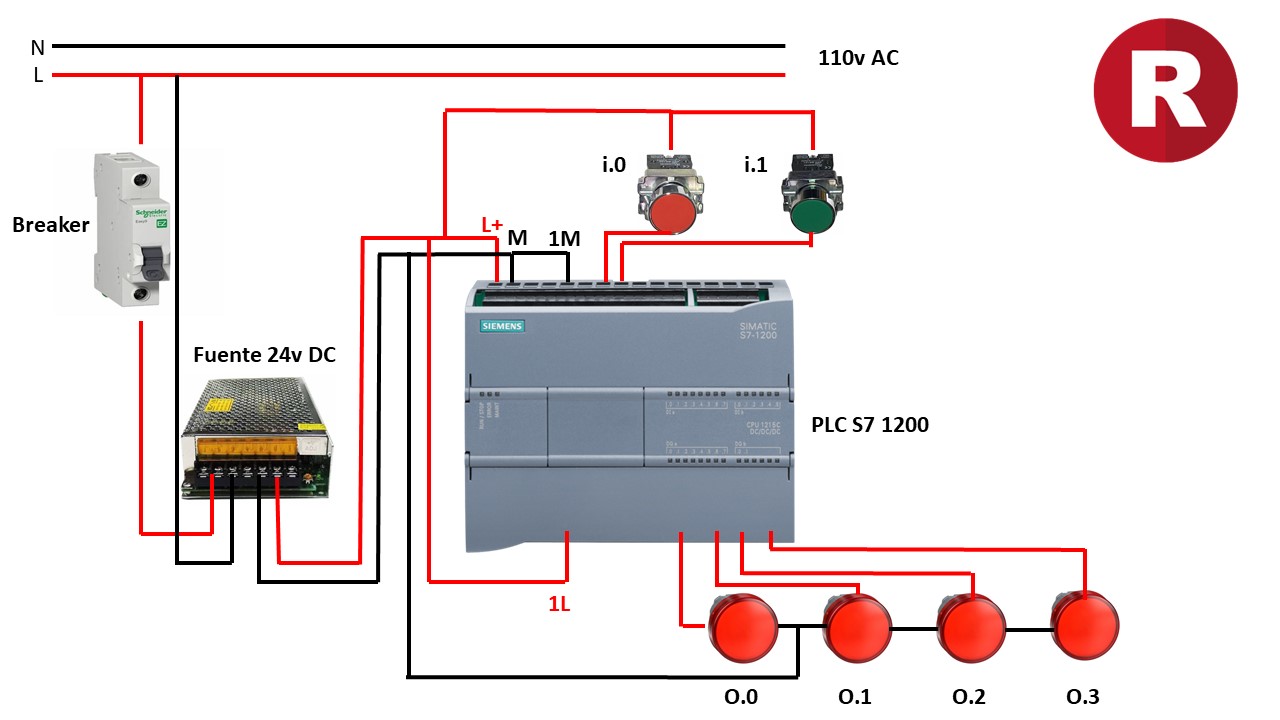 N
L
110v AC
R
i.0
i.1
Breaker
Schneider
L+
M
1M
SIEMENS
SIMATIC
S7-1200
Fuente 24v DC
PLC S7 1200
CPU 1215C
DC/DC/DC
1L
O.0
O.1
O.2
O.3